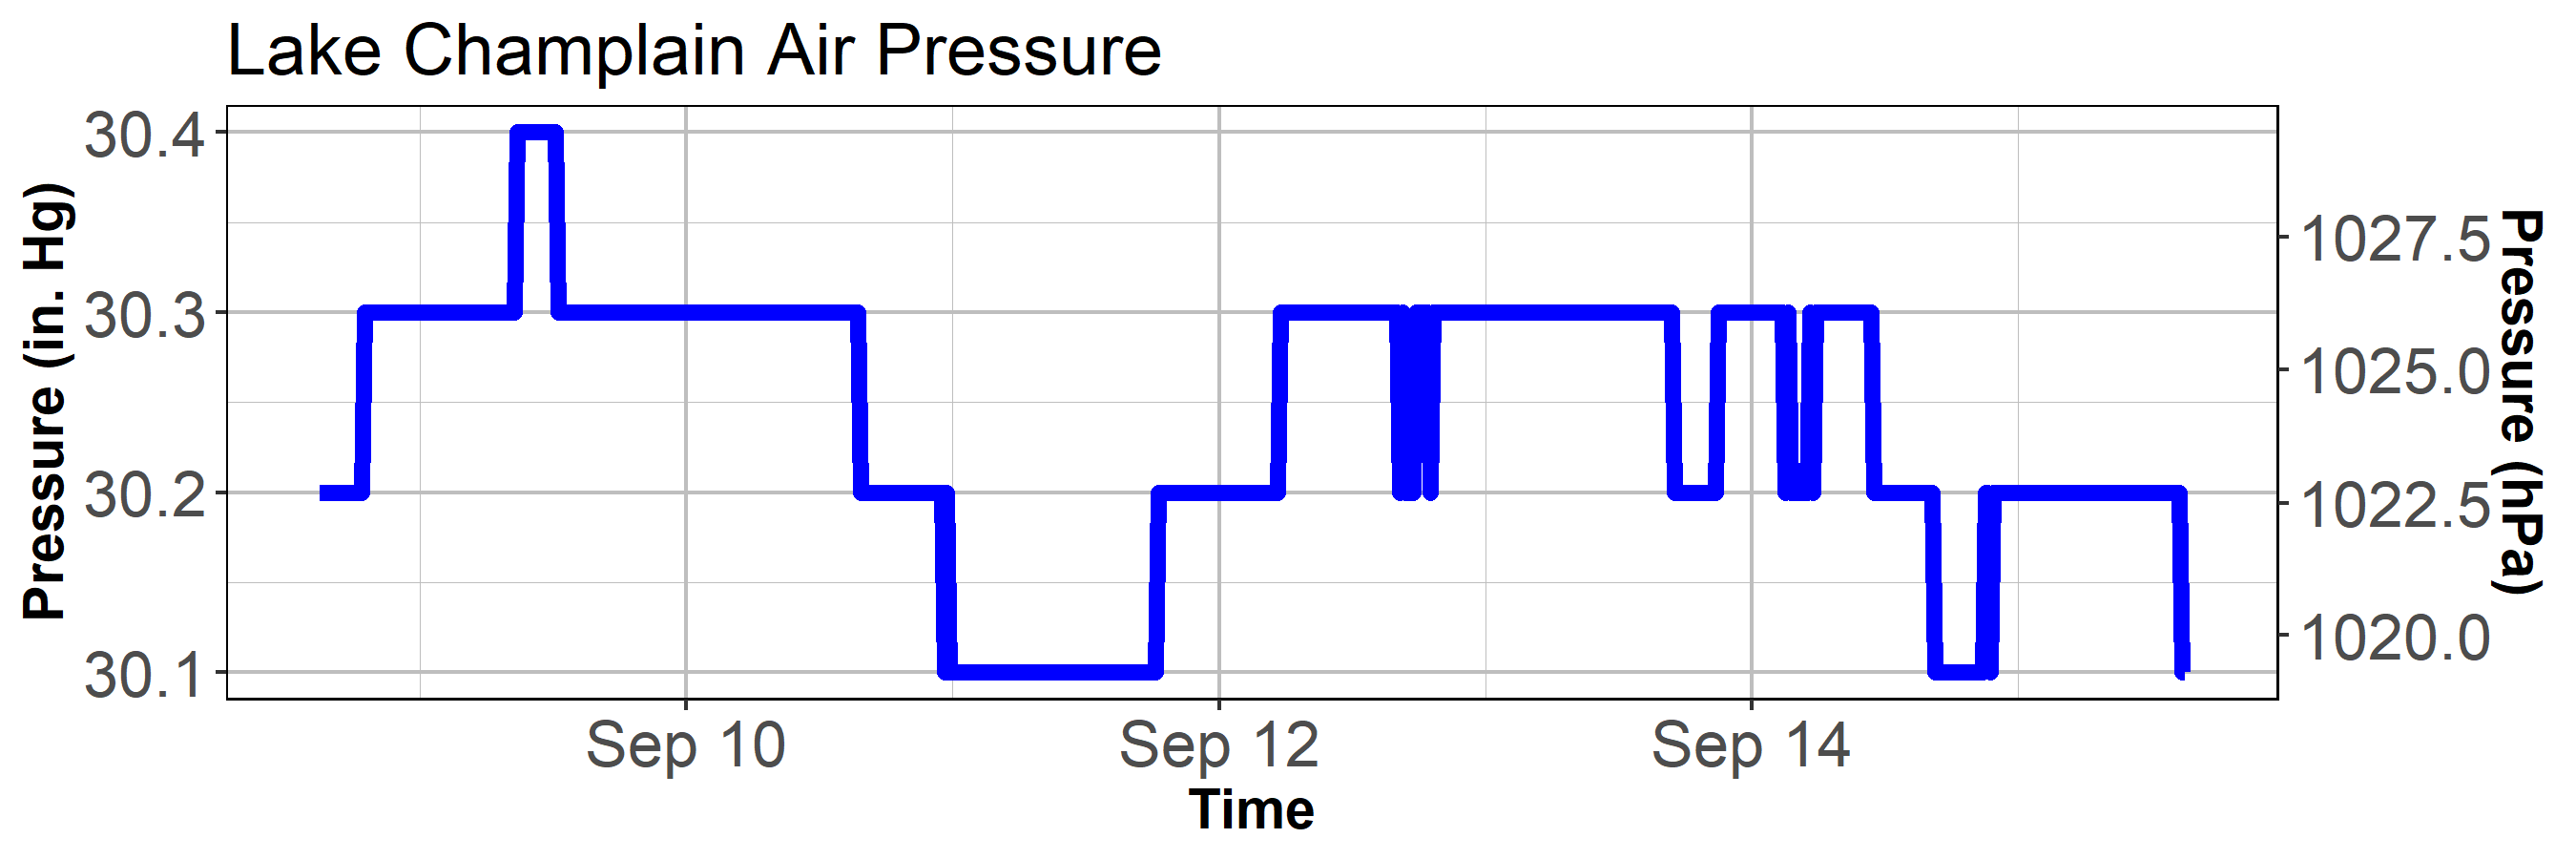 Lake Champlain Air Pressure
Pressure (in. Hg)
30.4
30.3
30.2
30.1
1027.5
1025.0
1022.5
1020.0
Pressure (hPa)
Sep 10
Sep 12
Sep 14
Time